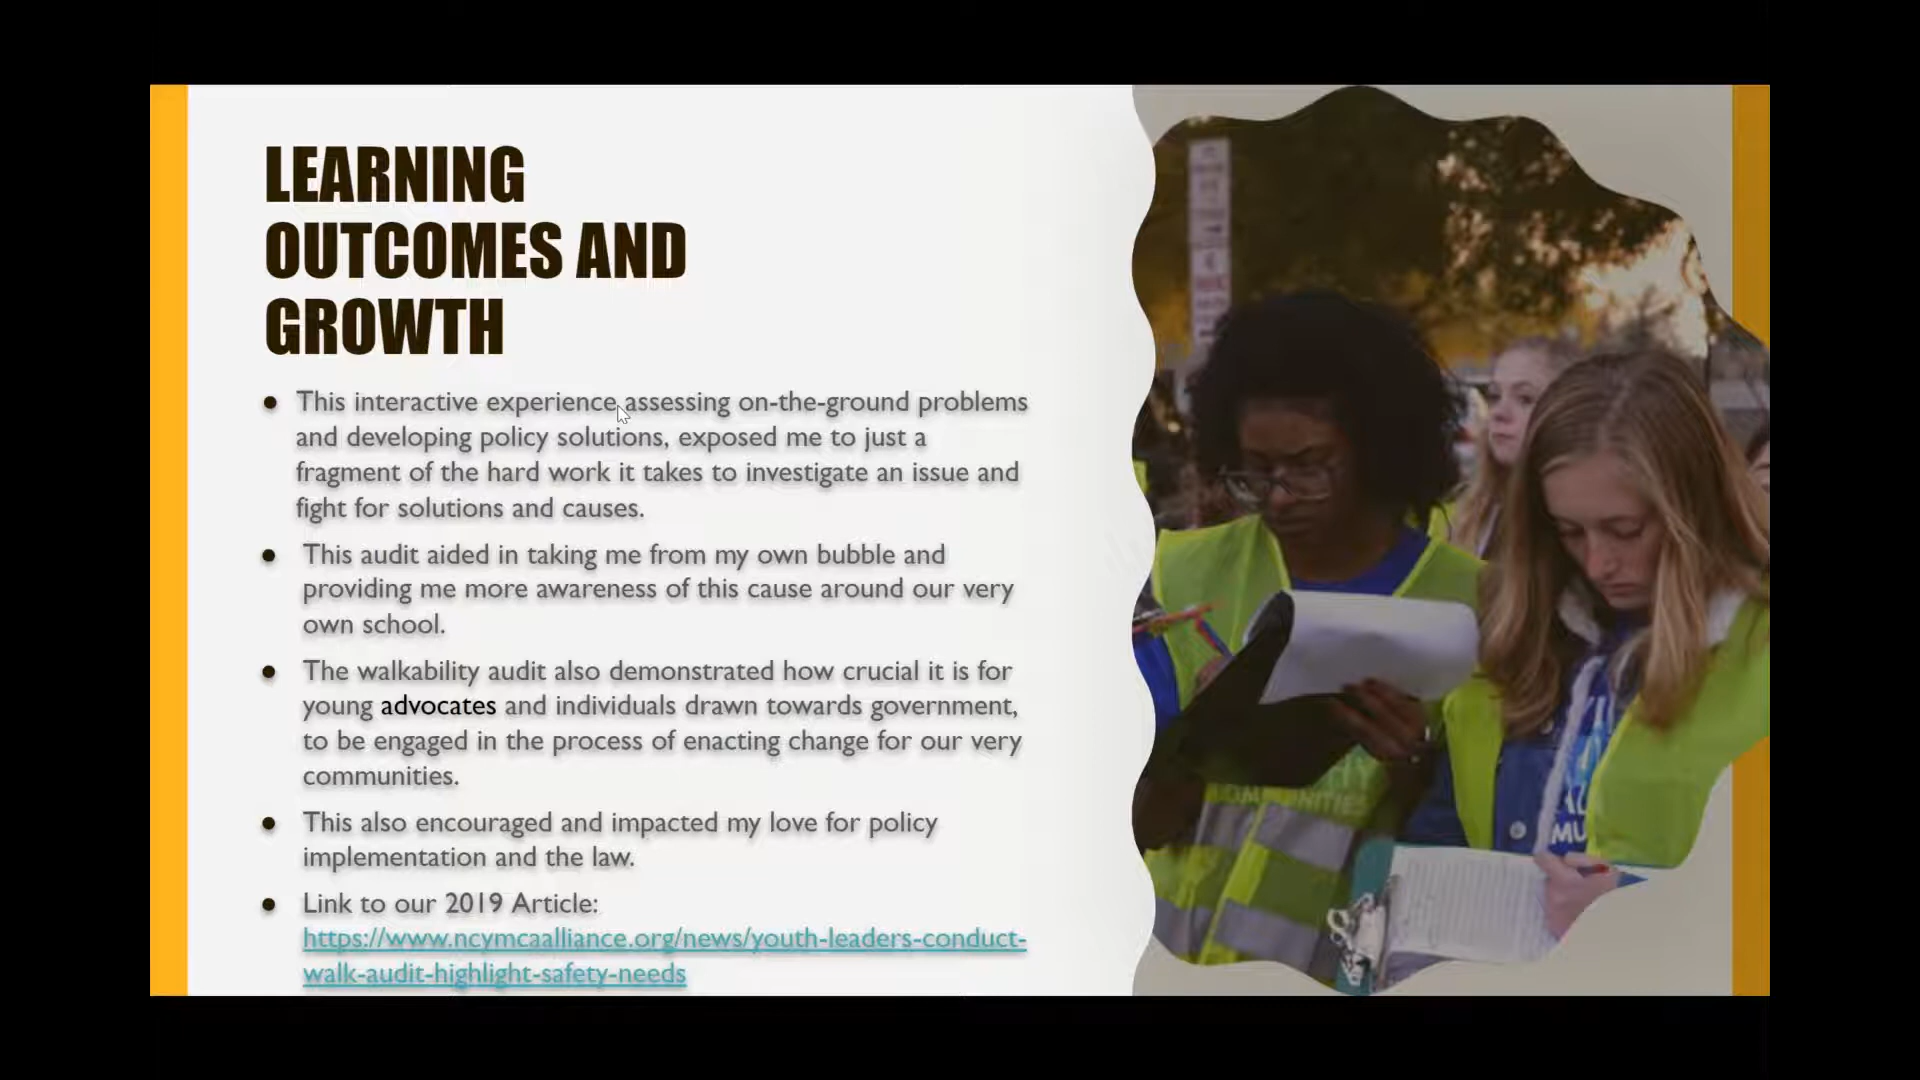 LEARNING
OUTCOMES AND
GROWTH
This interactive experience assessing on-the-ground problems
and developing policy solutions, exposed me to just a
fragment of the hard work it takes to investigate an issue and
fight for solutions and causes.
This audit aided in taking me from my own bubble and
providing me more awareness of this cause around our very
own school.
The walkability audit also demonstrated how crucial it is for
young advocates and individuals drawn towards government,
to be engaged in the process of enacting change for our very
communities.
This also encouraged and impacted my love for policy
implementation and the law.
Link to our 2019 Article:
https://www.ncymcaalliance.org/news/youth-leaders-conduct-
walk-audit-highlight-safety-needs